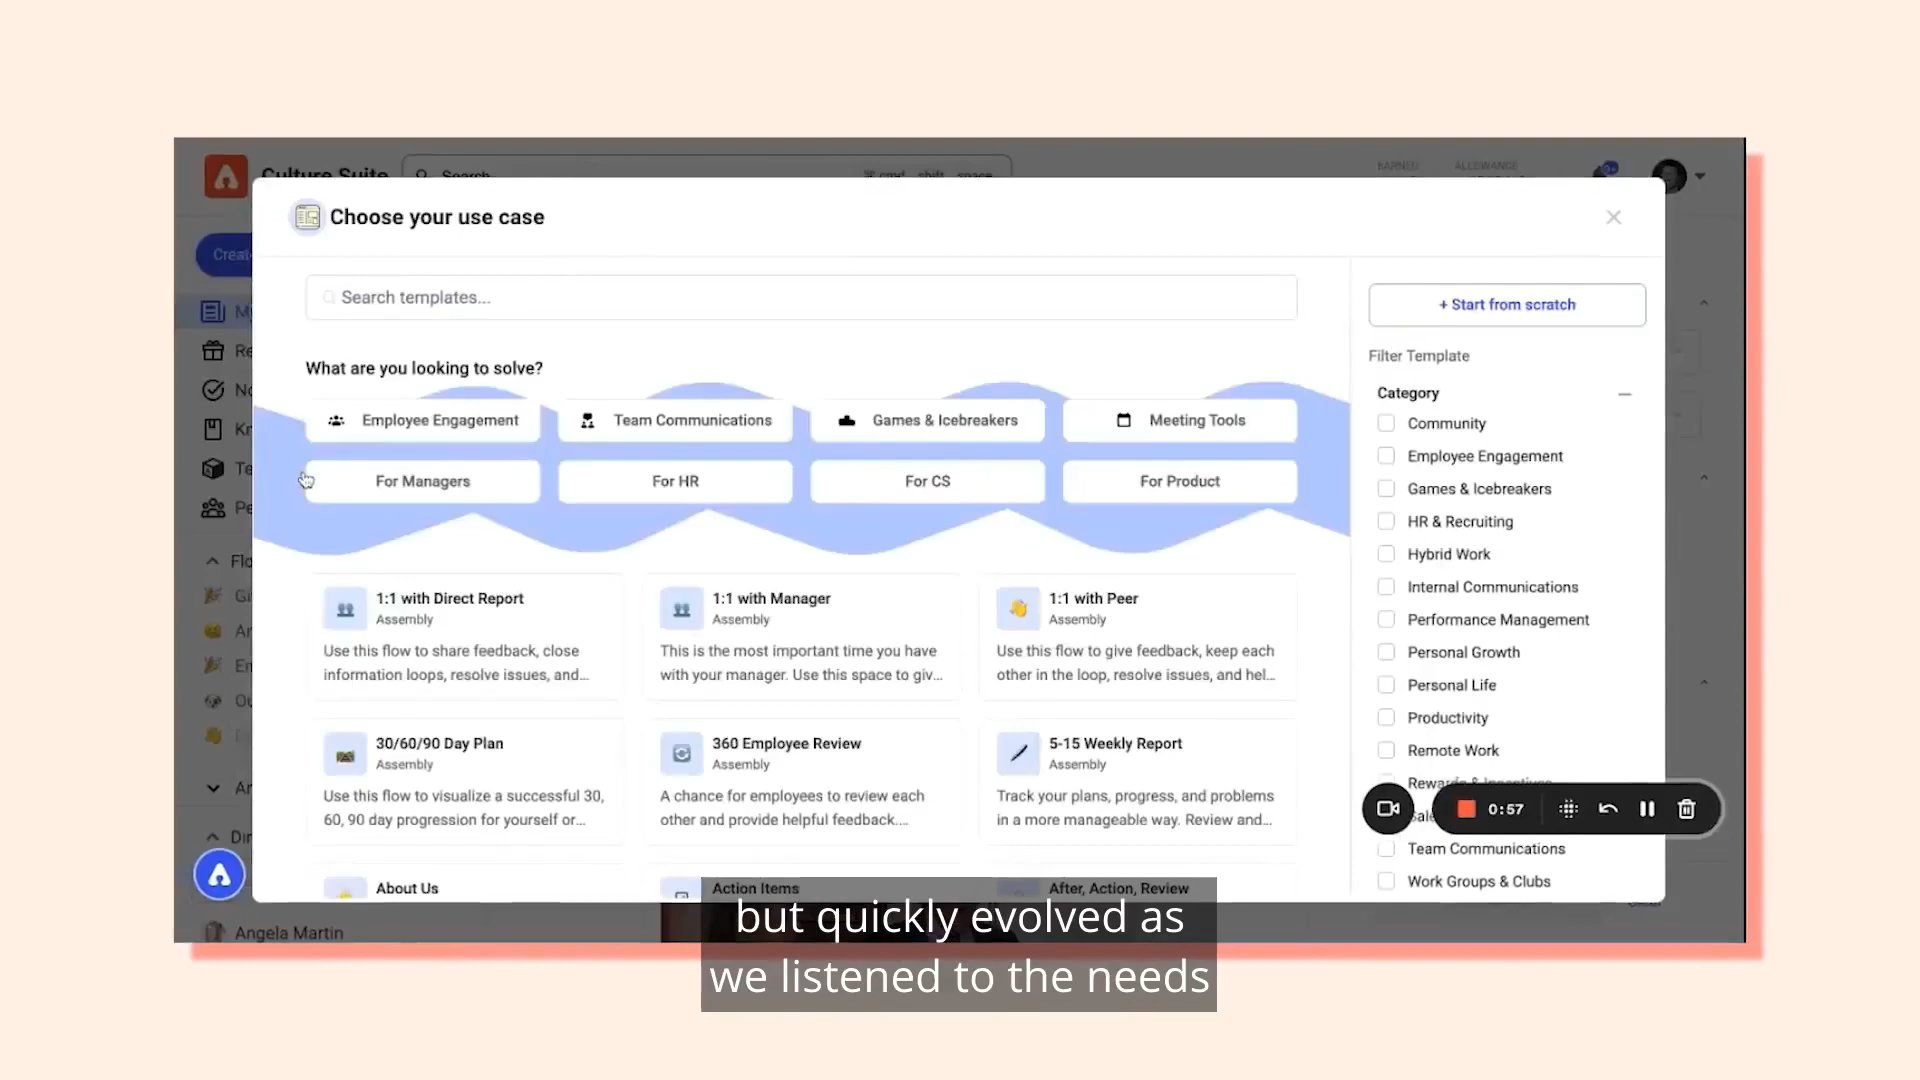 Culture Suite
Search
cmd shift space
EARNED
ALLOWANCE
Choose your use case
Search templates...
What are you looking to solve?
Employee Engagement
Team Communications
Games & Icebreakers
Meeting Tools
For Managers
For HR
For CS
For Product
1:1 with Direct Report
Assembly
Use this flow to share feedback, close
information loops, resolve issues, and...
1:1 with Manager
Assembly
This is the most important time you have
with your manager. Use this space to giv...
1:1 with Peer
Assembly
Use this flow to give feedback, keep each
other in the loop, resolve issues, and hel...
30/60/90 Day Plan
Assembly
Use this flow to visualize a successful 30,
60, 90 day progression for yourself or...
360 Employee Review
Assembly
A chance for employees to review each
other and provide helpful feedback....
5-15 Weekly Report
Assembly
Track your plans, progress, and problems
in a more manageable way. Review and...
About Us
Action Items
After, Action, Review
+ Start from scratch
Filter Template
Category
Community
Employee Engagement
Games & Icebreakers
HR & Recruiting
Hybrid Work
Internal Communications
Performance Management
Personal Growth
Personal Life
Productivity
Remote Work
Rewards & Incentives
0:57
Team Communications
Work Groups & Clubs
Angela Martin
but quickly evolved as
we listened to the needs